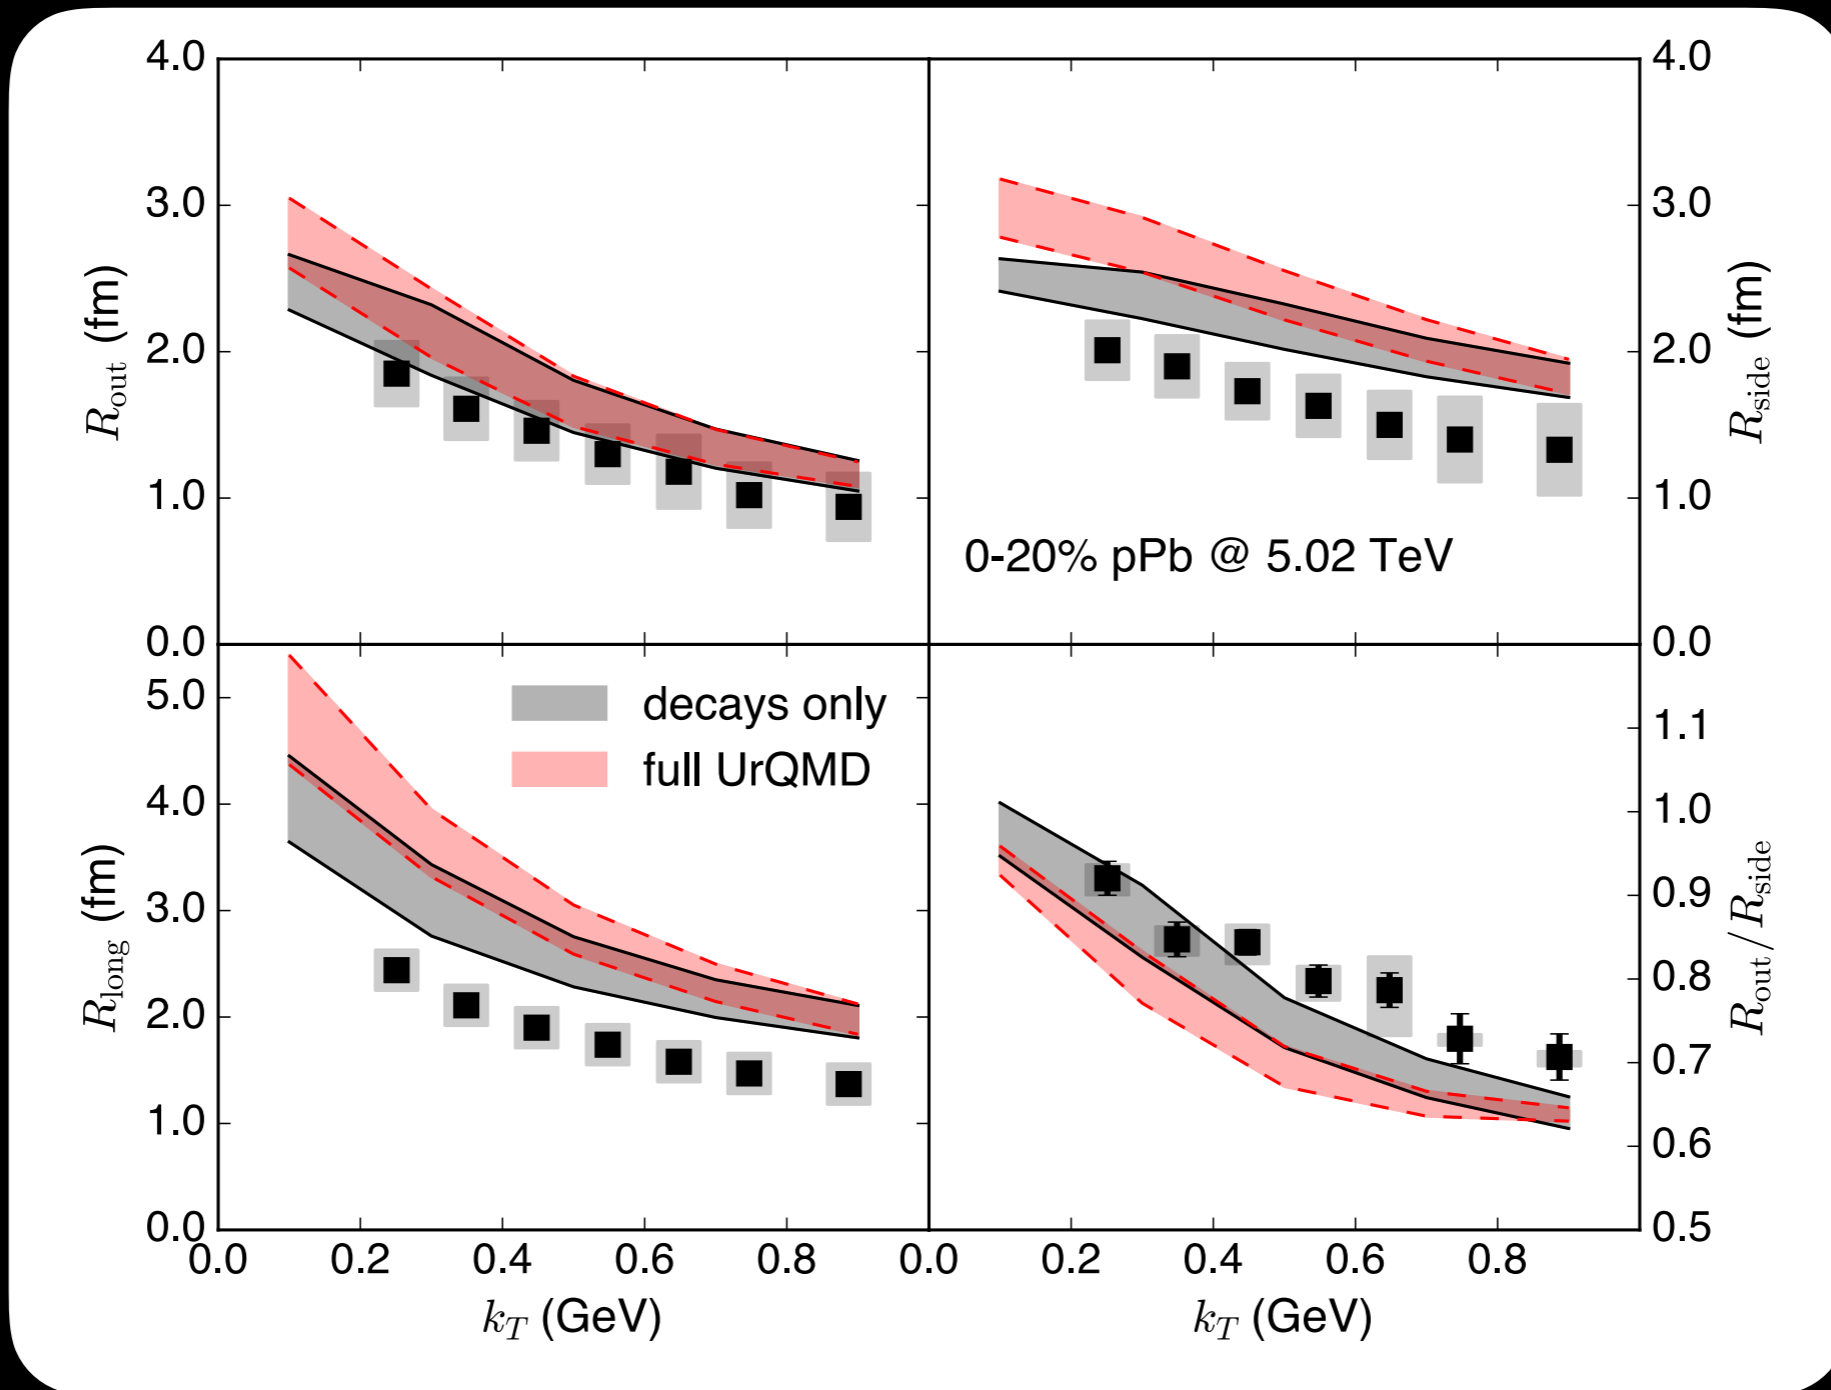 4.0
3.0
2.0
1.0
0.0
R_out (fm)
4.0
3.0
2.0
1.0
0.0
R_side (fm)
0-20% pPb @ 5.02 TeV
5.0
4.0
3.0
2.0
1.0
0.0
R_long (fm)
decays only
full UrQMD
1.1
1.0
0.9
0.8
0.7
0.6
0.5
R_out / R_side
0.0 0.2 0.4 0.6 0.8 0.0 0.2 0.4 0.6 0.8
k_T (GeV) k_T (GeV)